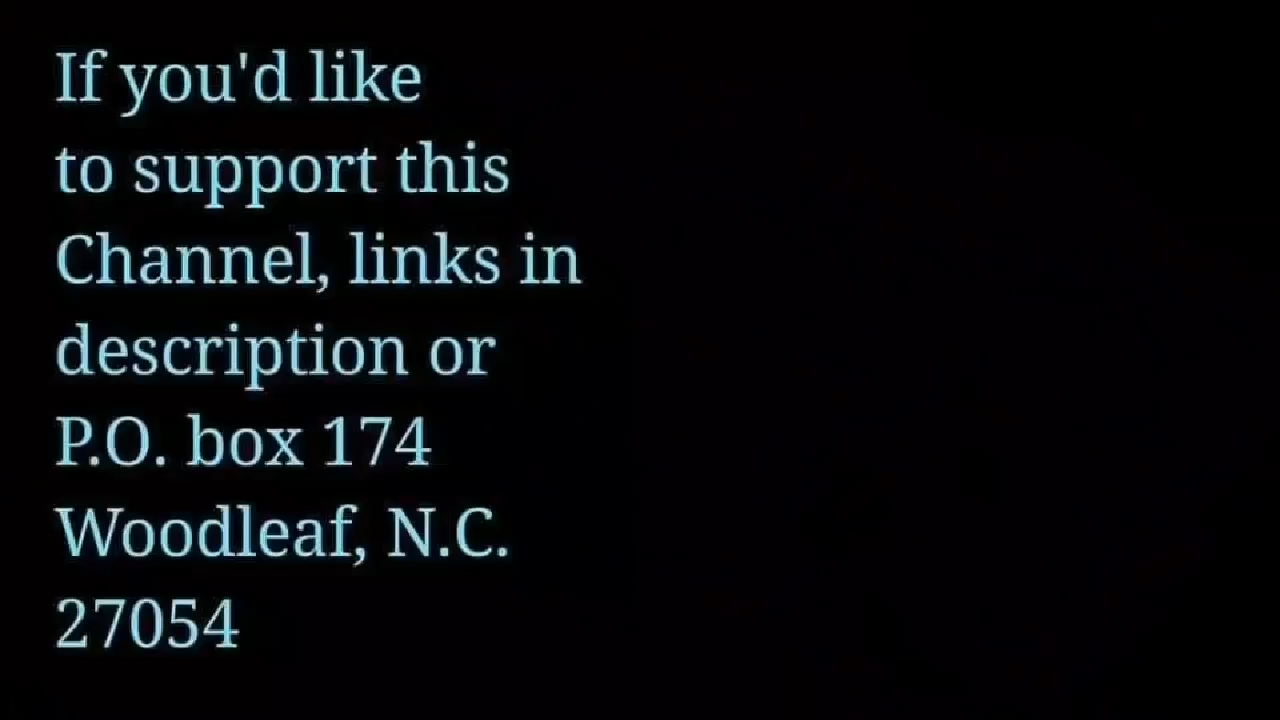 If you'd like
to support this
Channel, links in
description or
P.O. box 174
Woodleaf, N.C.
27054